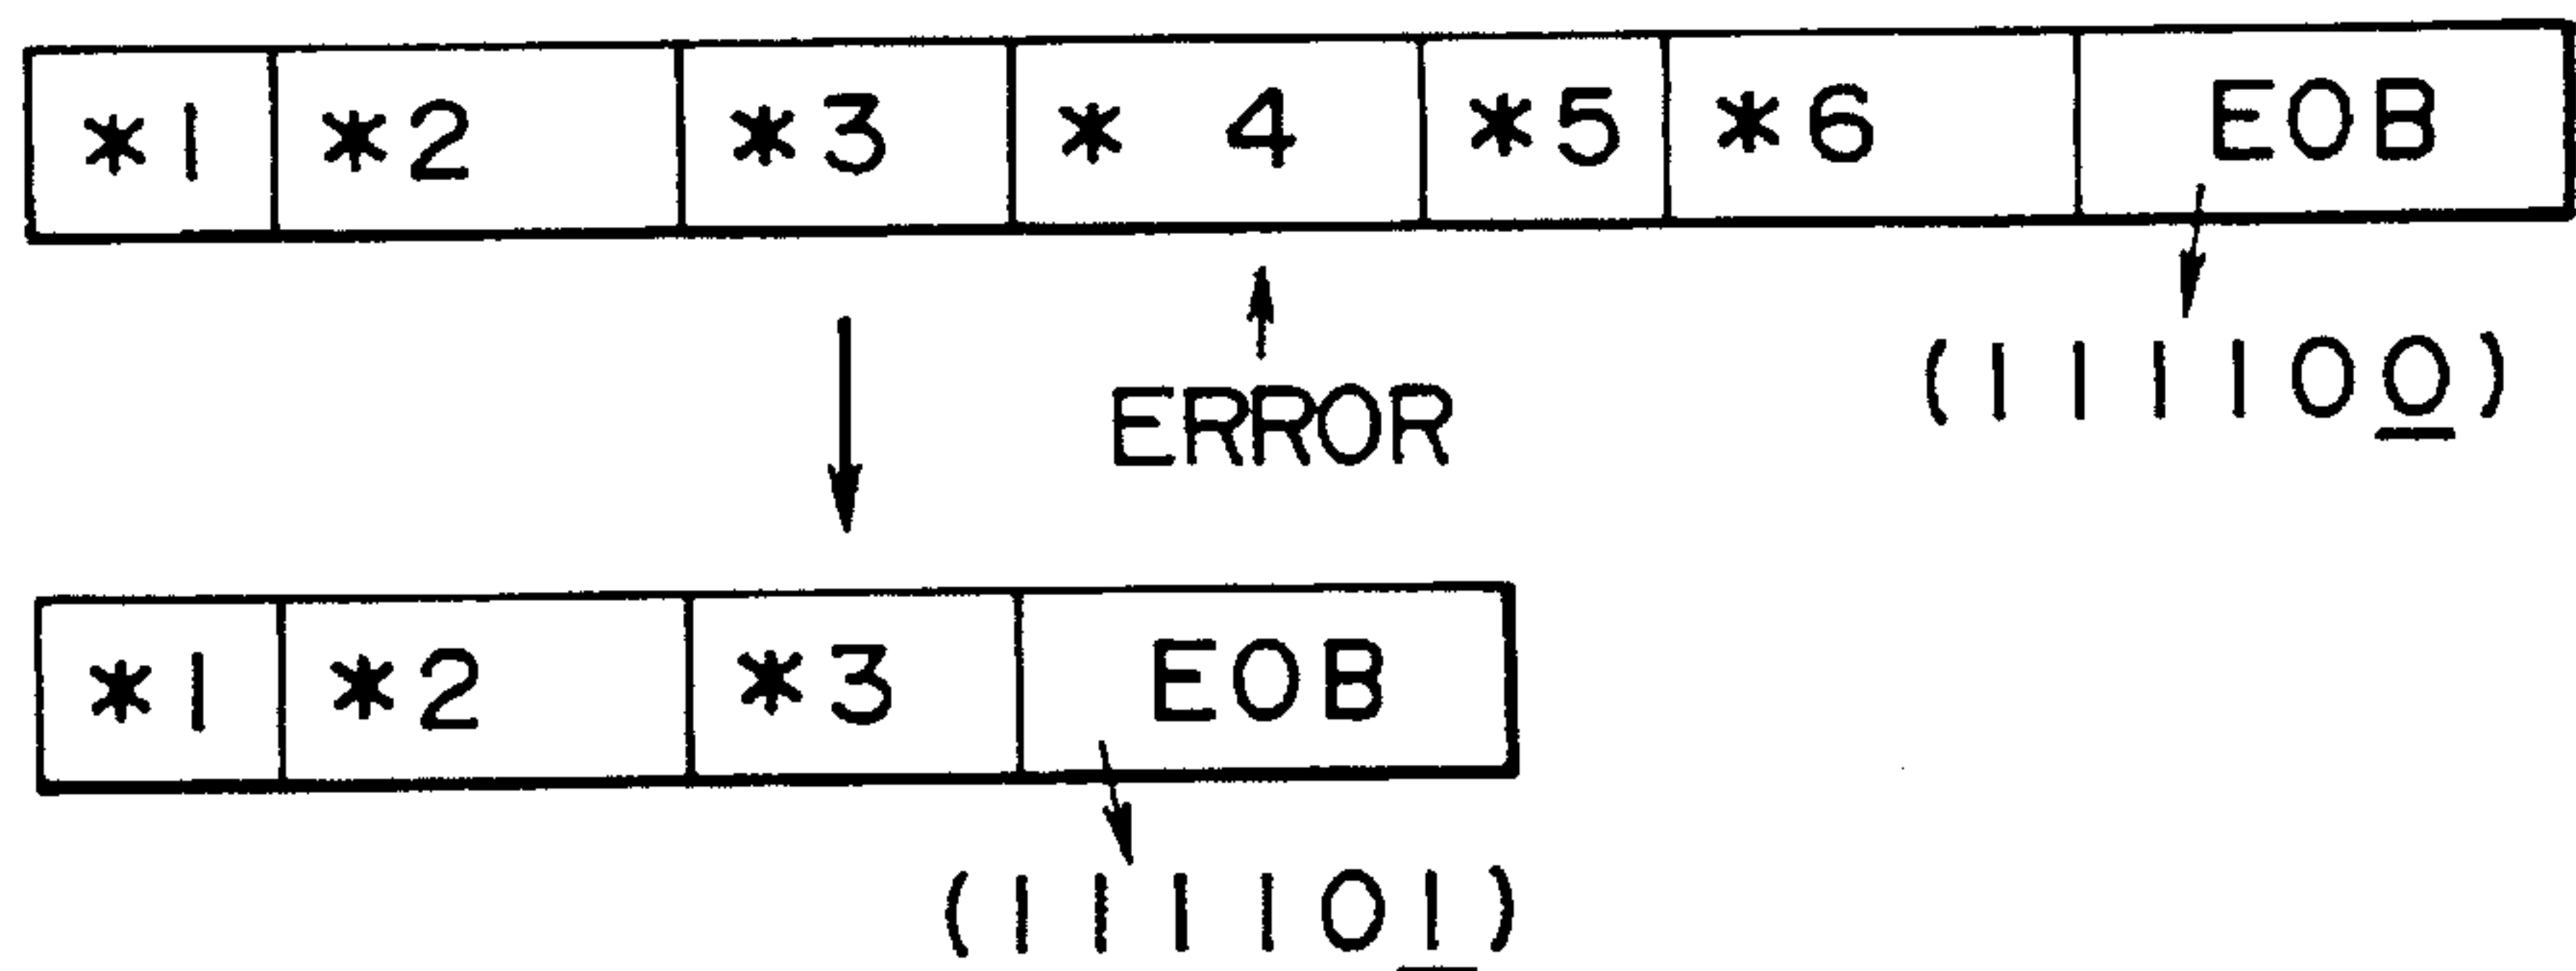 *1 *2 *3 * 4 *5 *6 EOB
(111100)
ERROR
*1 *2 *3 EOB
(111101)